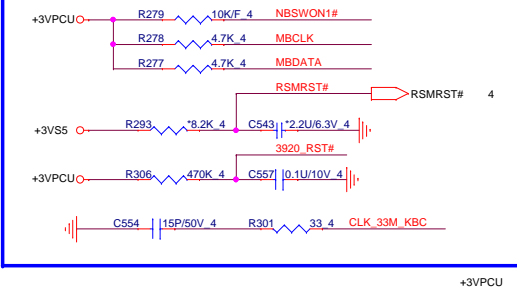 +3VPCU R279 10K/F_4 NBSWON1#
R278 4.7K_4 MBCLK
R277 4.7K_4 MBDATA
RSMRST# RSMRST# 4
+3VS5 R293 *8.2K_4 C543 *2.2U/6.3V_4
3920_RST#
+3VPCU R306 470K_4 C557 0.1U/10V_4
C554 15P/50V_4 R301 33_4 CLK_33M_KBC
+3VPCU